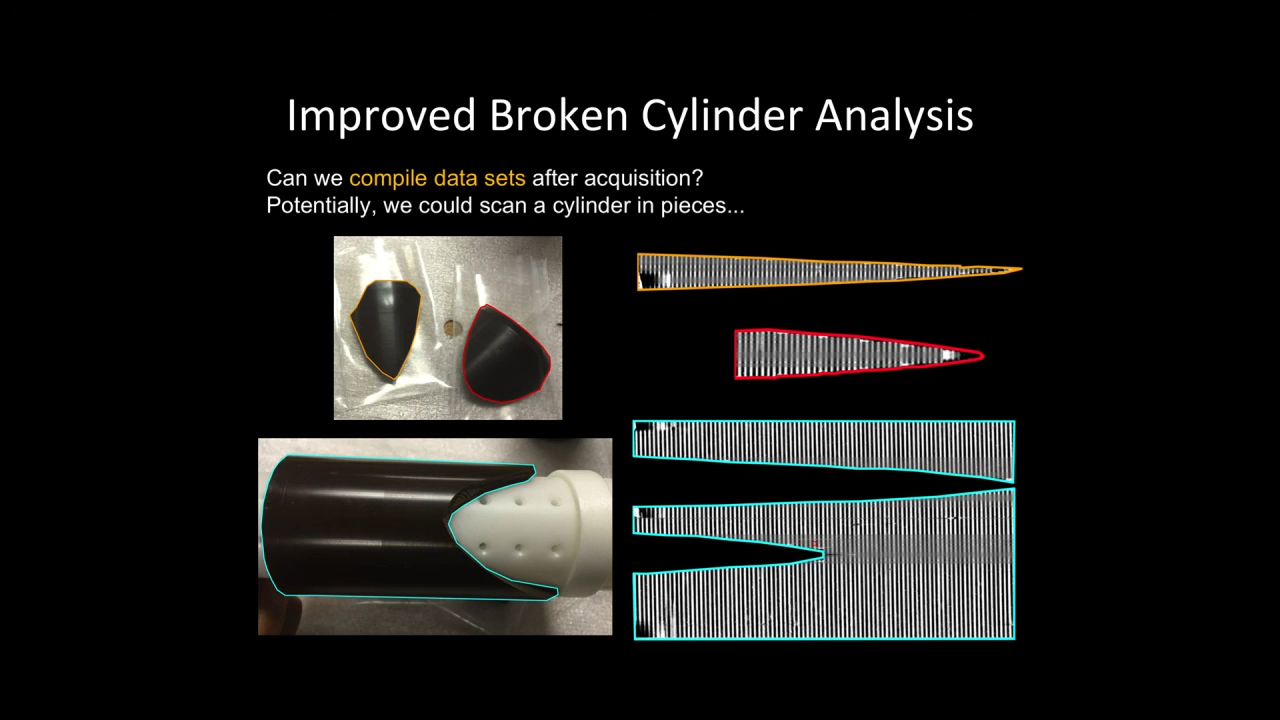 Improved Broken Cylinder Analysis
Can we compile data sets after acquisition?
Potentially, we could scan a cylinder in pieces...